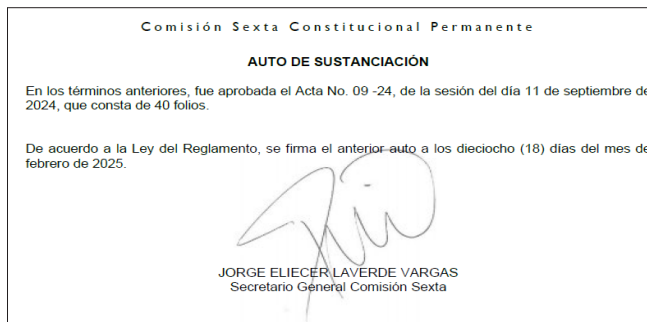 Comisión Sexta Constitucional Permanente
AUTO DE SUSTANCIACIÓN
En los términos anteriores, fue aprobada el Acta No. 09 -24, de la sesión del día 11 de septiembre de
2024, que consta de 40 folios.
De acuerdo a la Ley del Reglamento, se firma el anterior auto a los dieciocho (18) días del mes de
febrero de 2025.
JORGE ELIECER LAVERDE VARGAS
Secretario General Comisión Sexta